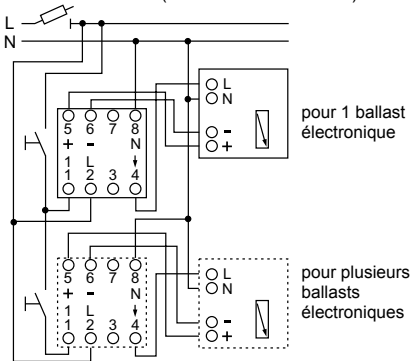 L
N
5 6 7 8
+ - N
1 L ↓
1 2 3 4
L
N
-
+
pour 1 ballast
électronique
5 6 7 8
+ - N
1 L ↓
1 2 3 4
L
N
-
+
pour plusieurs
ballasts
électroniques